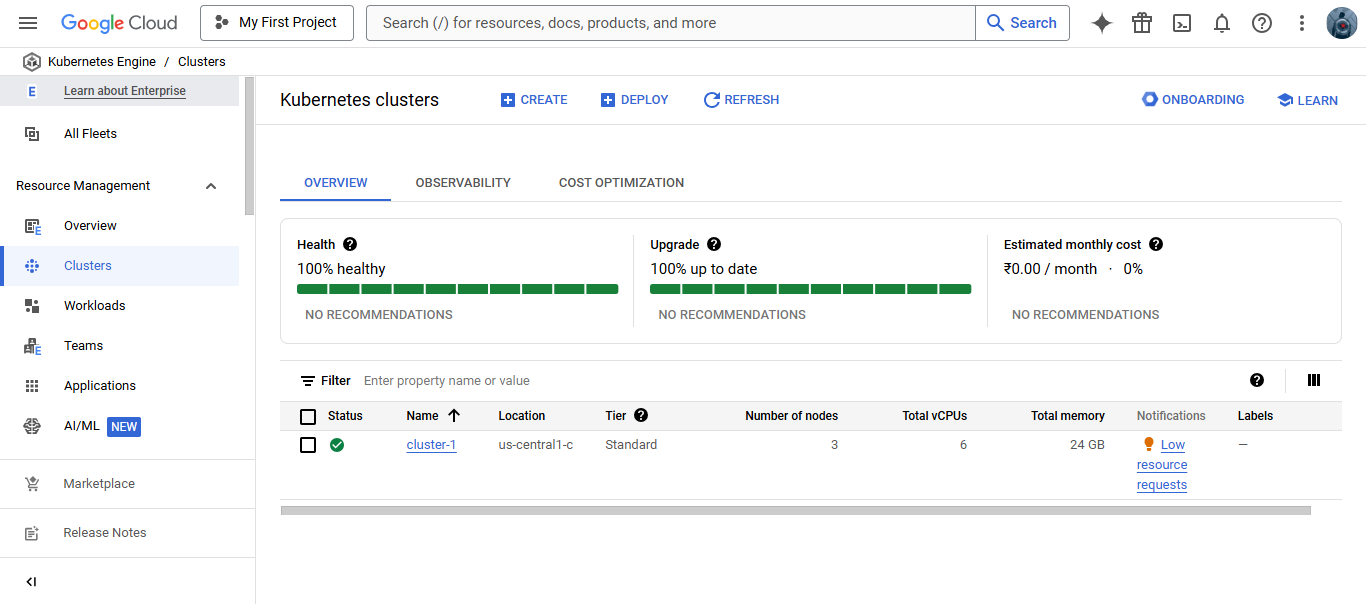 Google Cloud
My First Project
Search (/) for resources, docs, products, and more
Search
Kubernetes Engine / Clusters
E Learn about Enterprise
All Fleets
Resource Management
E Overview
Clusters
Workloads
E Teams
Applications
AI/ML NEW
Marketplace
Release Notes
Kubernetes clusters
CREATE
DEPLOY
REFRESH
ONBOARDING
LEARN
OVERVIEW
OBSERVABILITY
COST OPTIMIZATION
Health
100% healthy
NO RECOMMENDATIONS
Upgrade
100% up to date
NO RECOMMENDATIONS
Estimated monthly cost
₹0.00 / month · 0%
NO RECOMMENDATIONS
Filter Enter property name or value
Status Name Location Tier Number of nodes Total vCPUs Total memory Notifications Labels
cluster-1 us-central1-c Standard 3 6 24 GB Low —
resource
requests